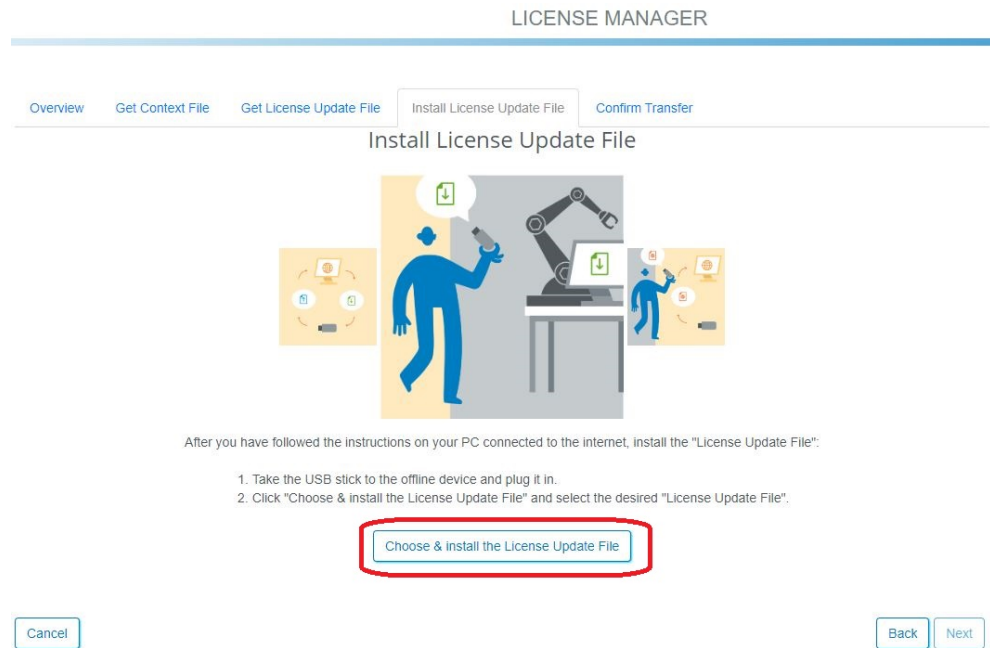 LICENSE MANAGER
Overview Get Context File Get License Update File Install License Update File Confirm Transfer
Install License Update File
After you have followed the instructions on your PC connected to the internet, install the "License Update File":
1. Take the USB stick to the offline device and plug it in.
2. Click "Choose & install the License Update File" and select the desired "License Update File".
Choose & install the License Update File
Cancel Back Next